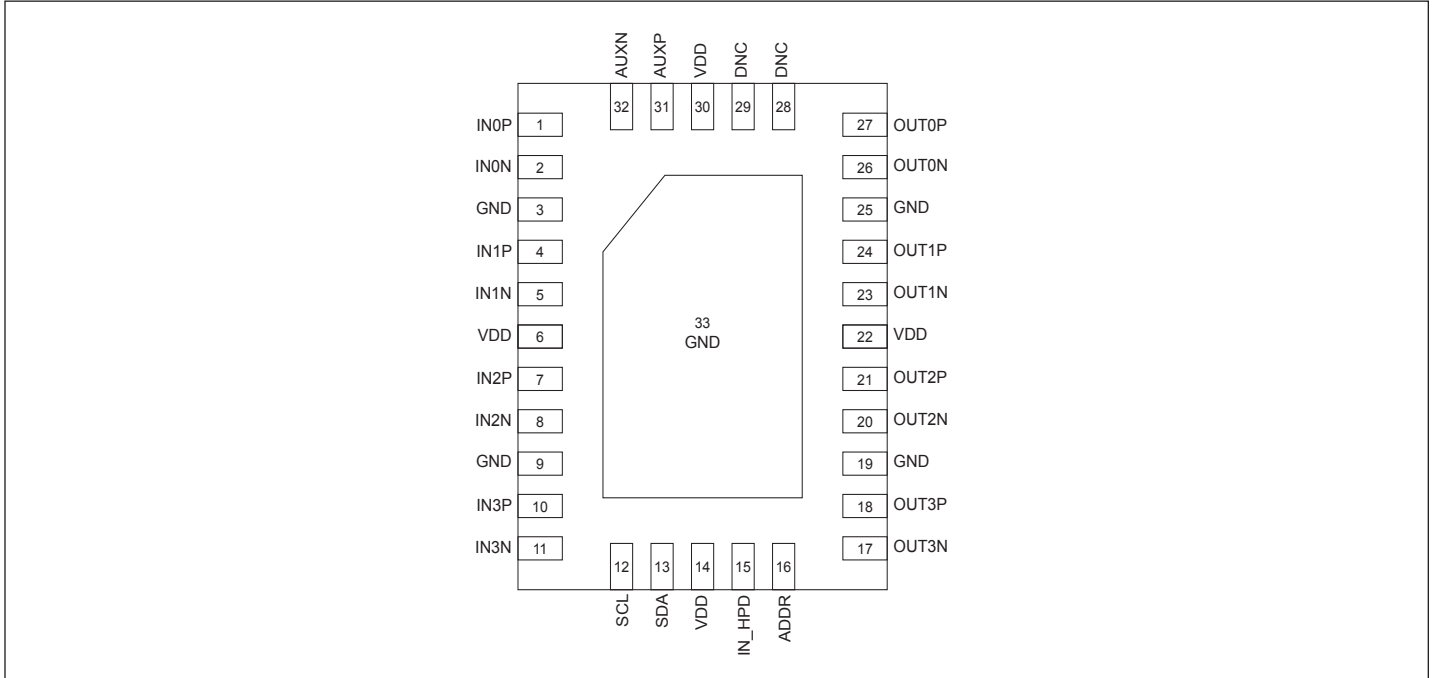 AUXN AUXP VDD DNC DNC
32 31 30 29 28
IN0P 1 27 OUT0P
IN0N 2 26 OUT0N
GND 3 25 GND
IN1P 4 24 OUT1P
IN1N 5 23 OUT1N
33
GND
VDD 6 22 VDD
IN2P 7 21 OUT2P
IN2N 8 20 OUT2N
GND 9 19 GND
IN3P 10 18 OUT3P
IN3N 11 17 OUT3N
12 13 14 15 16
SCL SDA VDD IN_HPD ADDR